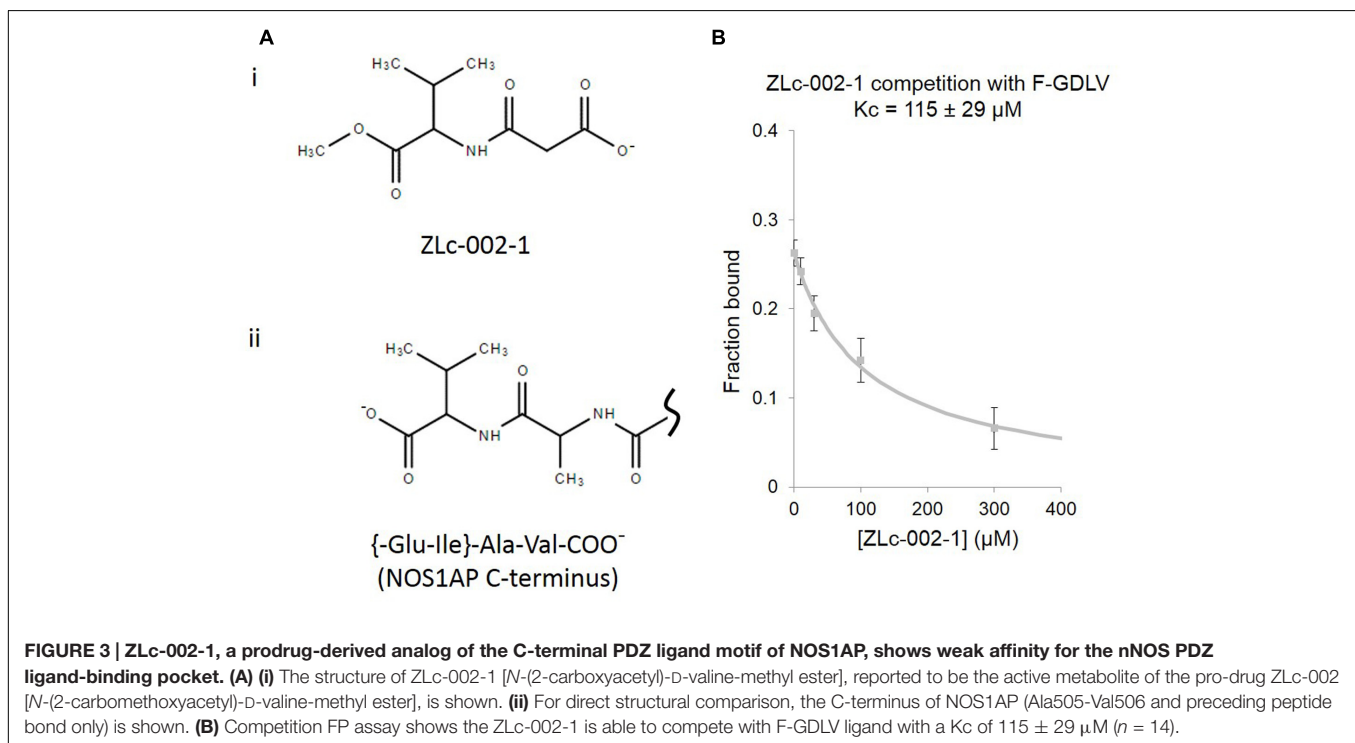 A
i
H₃C
CH₃
O
O
O
H₃C
NH
O⁻
O
ZLc-002-1
ii
H₃C
CH₃
O
⁻O
NH
NH
O
CH₃
O
{-Glu-Ile}-Ala-Val-COO⁻
(NOS1AP C-terminus)
B
ZLc-002-1 competition with F-GDLV
Kc = 115 ± 29 µM
Fraction bound
0.4
0.3
0.2
0.1
0
0 100 200 300 400
[ZLc-002-1] (µM)
FIGURE 3 | ZLc-002-1, a prodrug-derived analog of the C-terminal PDZ ligand motif of NOS1AP, shows weak affinity for the nNOS PDZ
ligand-binding pocket. (A) (i) The structure of ZLc-002-1 [N-(2-carboxyacetyl)-D-valine-methyl ester], reported to be the active metabolite of the pro-drug ZLc-002
[N-(2-carbomethoxyacetyl)-D-valine-methyl ester], is shown. (ii) For direct structural comparison, the C-terminus of NOS1AP (Ala505-Val506 and preceding peptide
bond only) is shown. (B) Competition FP assay shows the ZLc-002-1 is able to compete with F-GDLV ligand with a Kc of 115 ± 29 µM (n = 14).